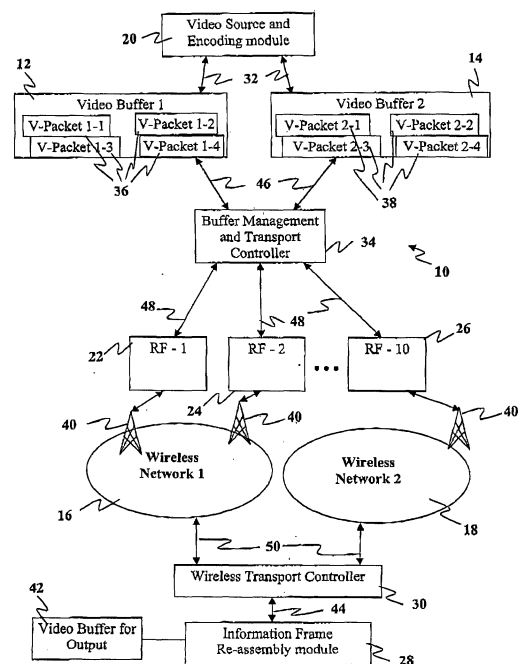 Video Source and
Encoding module
20
12
32
14
Video Buffer 1
Video Buffer 2
V-Packet 1-1
V-Packet 1-2
V-Packet 2-1
V-Packet 2-2
V-Packet 1-3
V-Packet 1-4
V-Packet 2-3
V-Packet 2-4
36
46
38
Buffer Management
and Transport
Controller
34
10
48
48
26
22
RF - 1
RF - 2
RF - 10
40
24
40
40
Wireless
Network 1
Wireless
Network 2
16
18
50
42
Wireless Transport Controller
30
44
Video Buffer for
Output
Information Frame
Re-assembly module
28